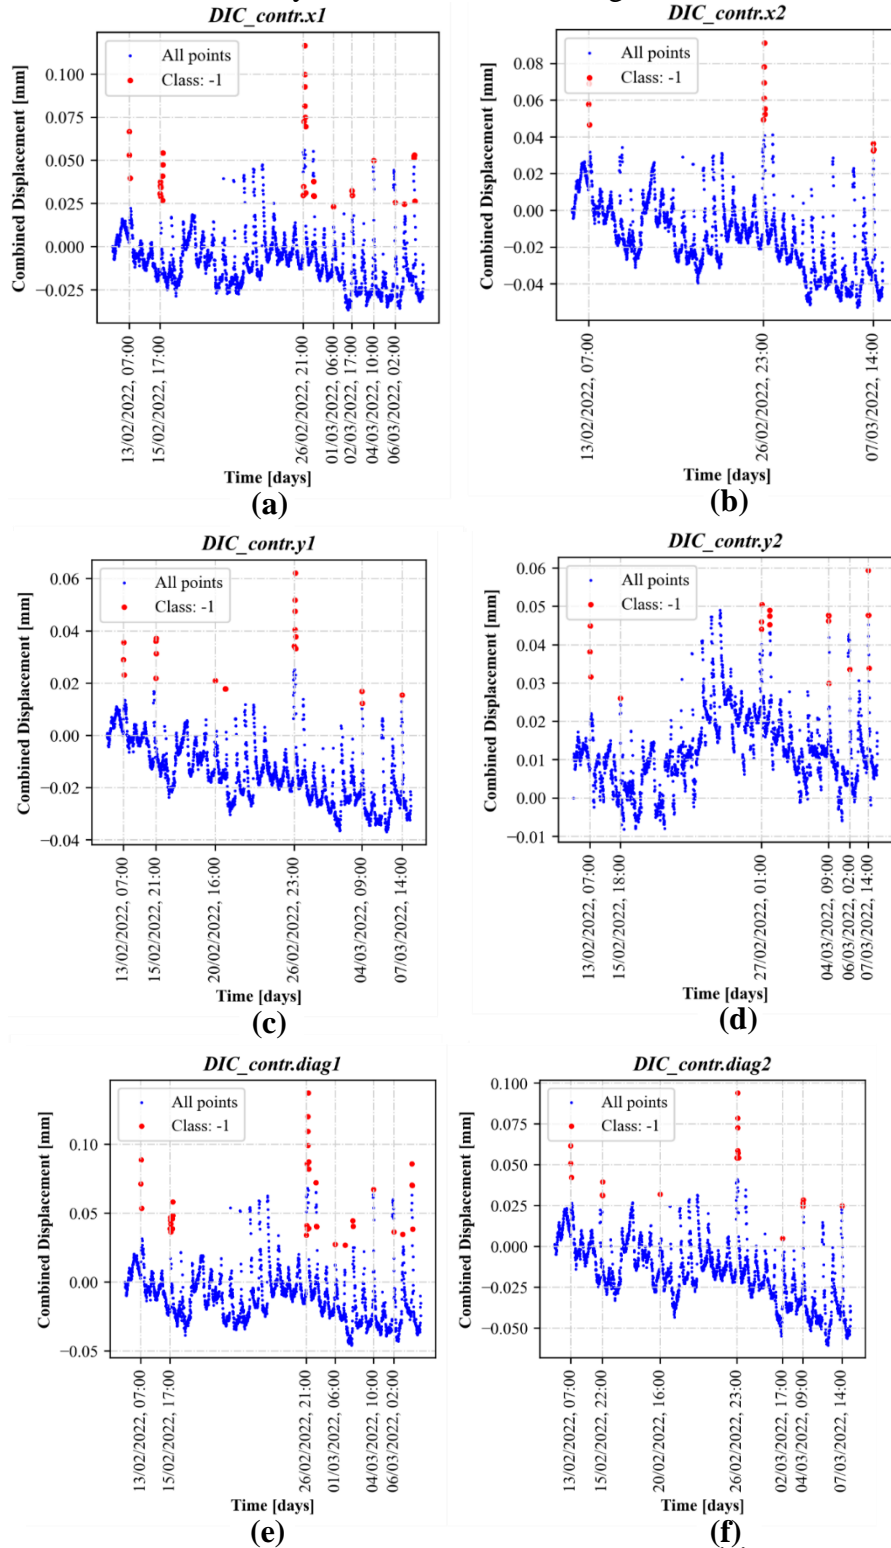 DIC_contr.x1
Combined Displacement [mm]
All points
Class: -1
0.100
0.075
0.050
0.025
0.000
−0.025
13/02/2022, 07:00
15/02/2022, 17:00
26/02/2022, 21:00
01/03/2022, 06:00
02/03/2022, 17:00
04/03/2022, 10:00
06/03/2022, 02:00
Time [days]
(a)
DIC_contr.x2
Combined Displacement [mm]
All points
Class: -1
0.08
0.06
0.04
0.02
0.00
−0.02
−0.04
13/02/2022, 07:00
26/02/2022, 23:00
07/03/2022, 14:00
Time [days]
(b)
DIC_contr.y1
Combined Displacement [mm]
All points
Class: -1
0.06
0.04
0.02
0.00
−0.02
−0.04
13/02/2022, 07:00
15/02/2022, 21:00
20/02/2022, 16:00
26/02/2022, 23:00
04/03/2022, 09:00
07/03/2022, 14:00
Time [days]
(c)
DIC_contr.y2
Combined Displacement [mm]
All points
Class: -1
0.06
0.05
0.04
0.03
0.02
0.01
0.00
−0.01
13/02/2022, 07:00
15/02/2022, 18:00
27/02/2022, 01:00
04/03/2022, 09:00
06/03/2022, 02:00
07/03/2022, 14:00
Time [days]
(d)
DIC_contr.diag1
Combined Displacement [mm]
All points
Class: -1
0.10
0.05
0.00
−0.05
13/02/2022, 07:00
15/02/2022, 17:00
26/02/2022, 21:00
01/03/2022, 06:00
04/03/2022, 10:00
06/03/2022, 02:00
Time [days]
(e)
DIC_contr.diag2
Combined Displacement [mm]
All points
Class: -1
0.100
0.075
0.050
0.025
0.000
−0.025
−0.050
13/02/2022, 07:00
15/02/2022, 22:00
20/02/2022, 16:00
26/02/2022, 23:00
02/03/2022, 17:00
04/03/2022, 09:00
07/03/2022, 14:00
Time [days]
(f)